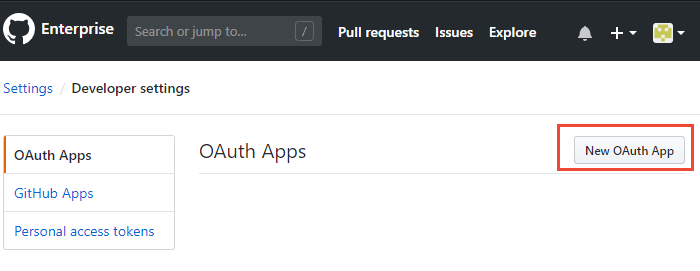 Enterprise Search or jump to... / Pull requests Issues Explore
Settings / Developer settings
OAuth Apps
GitHub Apps
Personal access tokens
OAuth Apps
New OAuth App